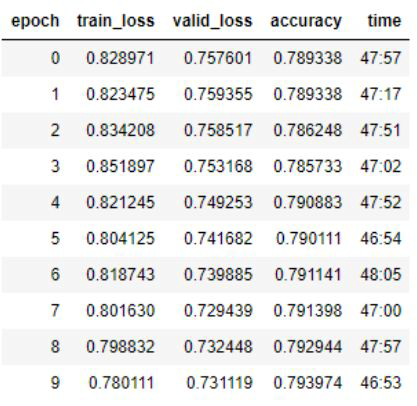 epoch train_loss valid_loss accuracy time
0 0.828971 0.757601 0.789338 47:57
1 0.823475 0.759355 0.789338 47:17
2 0.834208 0.758517 0.786248 47:51
3 0.851897 0.753168 0.785733 47:02
4 0.821245 0.749253 0.790883 47:52
5 0.804125 0.741682 0.790111 46:54
6 0.818743 0.739885 0.791141 48:05
7 0.801630 0.729439 0.791398 47:00
8 0.798832 0.732448 0.792944 47:57
9 0.780111 0.731119 0.793974 46:53